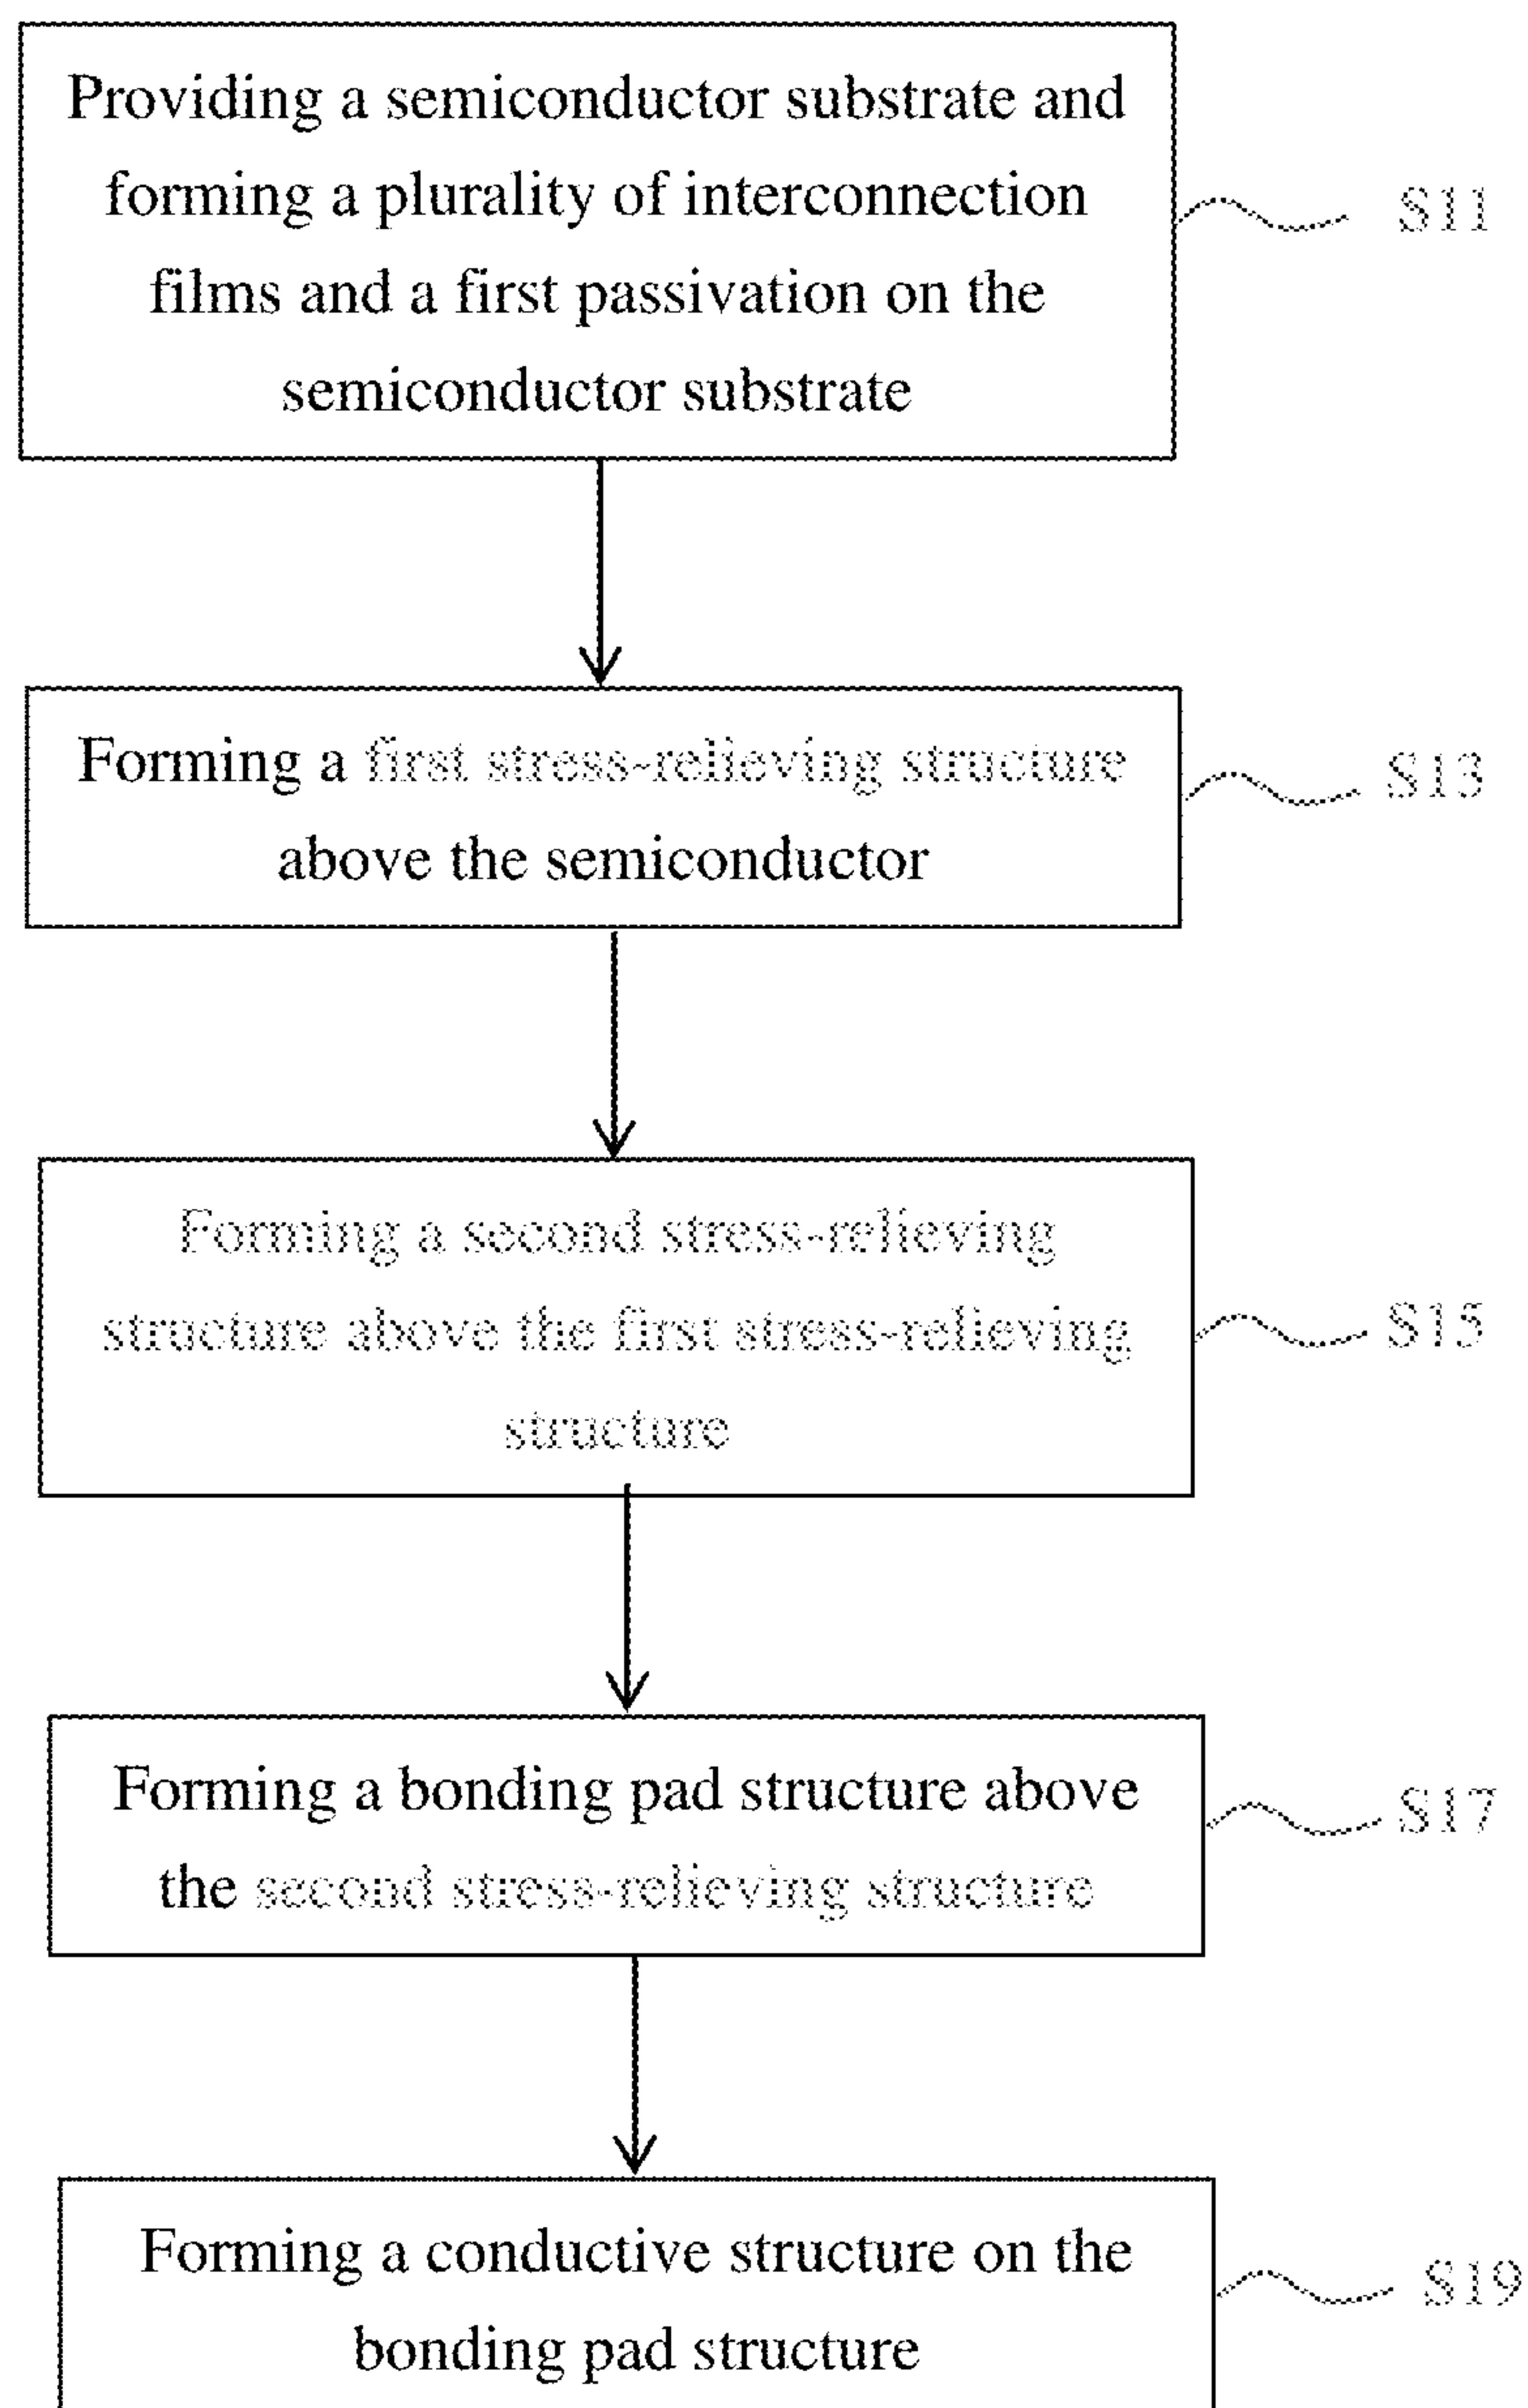 Providing a semiconductor substrate and
forming a plurality of interconnection
films and a first passivation on the
semiconductor substrate
S11
Forming a first stress-relieving structure
above the semiconductor
S13
Forming a second stress-relieving
structure above the first stress-relieving
structure
S15
Forming a bonding pad structure above
the second stress-relieving structure
S17
Forming a conductive structure on the
bonding pad structure
S19